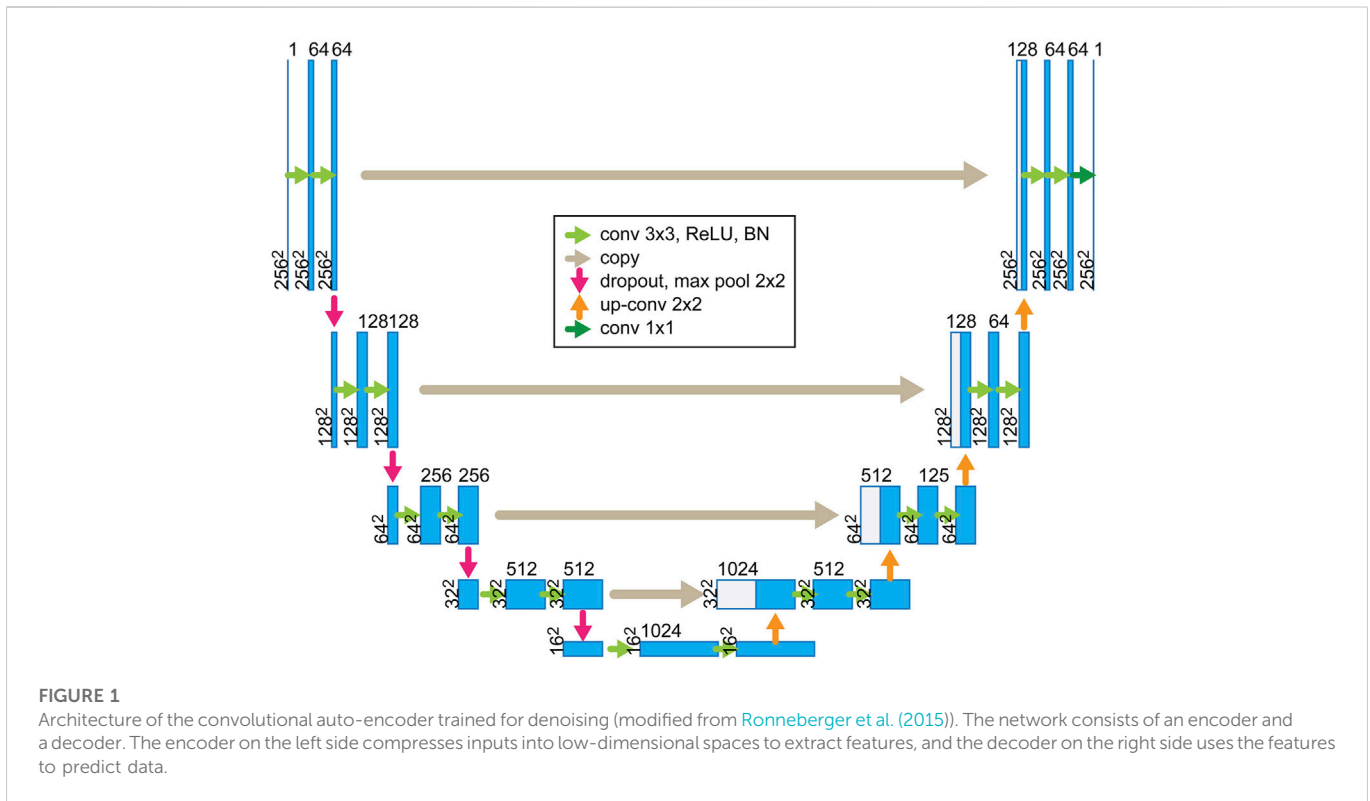 1 64 64
128 64 64 1
256² 256² 256²
256² 256² 256² 256²
conv 3x3, ReLU, BN
copy
dropout, max pool 2x2
up-conv 2x2
conv 1x1
128 128
128 64
128² 128² 128²
128² 128² 128²
256 256
512 125
64² 64² 64²
64² 64² 64²
512 512
1024 512
32² 32² 32²
32² 32² 32²
1024
16² 16² 16²
FIGURE 1
Architecture of the convolutional auto-encoder trained for denoising (modified from Ronneberger et al. (2015)). The network consists of an encoder and
a decoder. The encoder on the left side compresses inputs into low-dimensional spaces to extract features, and the decoder on the right side uses the features
to predict data.